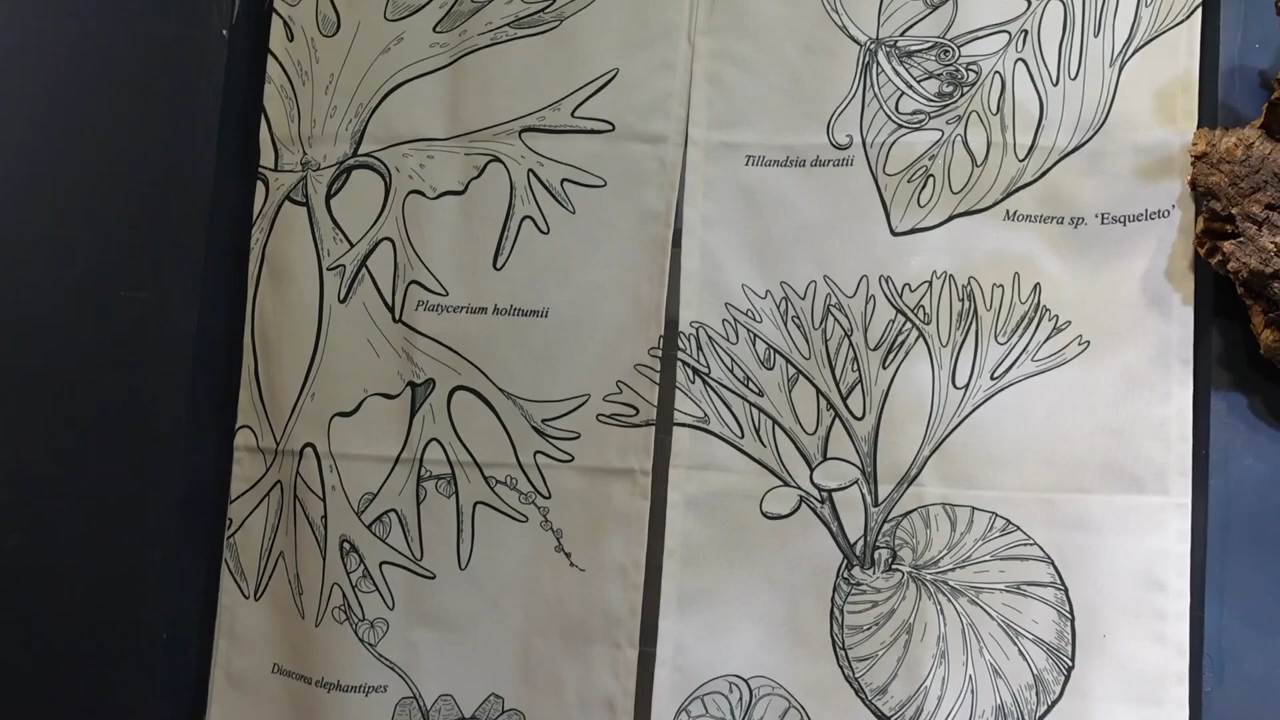 Tillandsia duratii
Monstera sp. ‘Esqueleto’
Platycerium holttumii
Dioscorea elephantipes